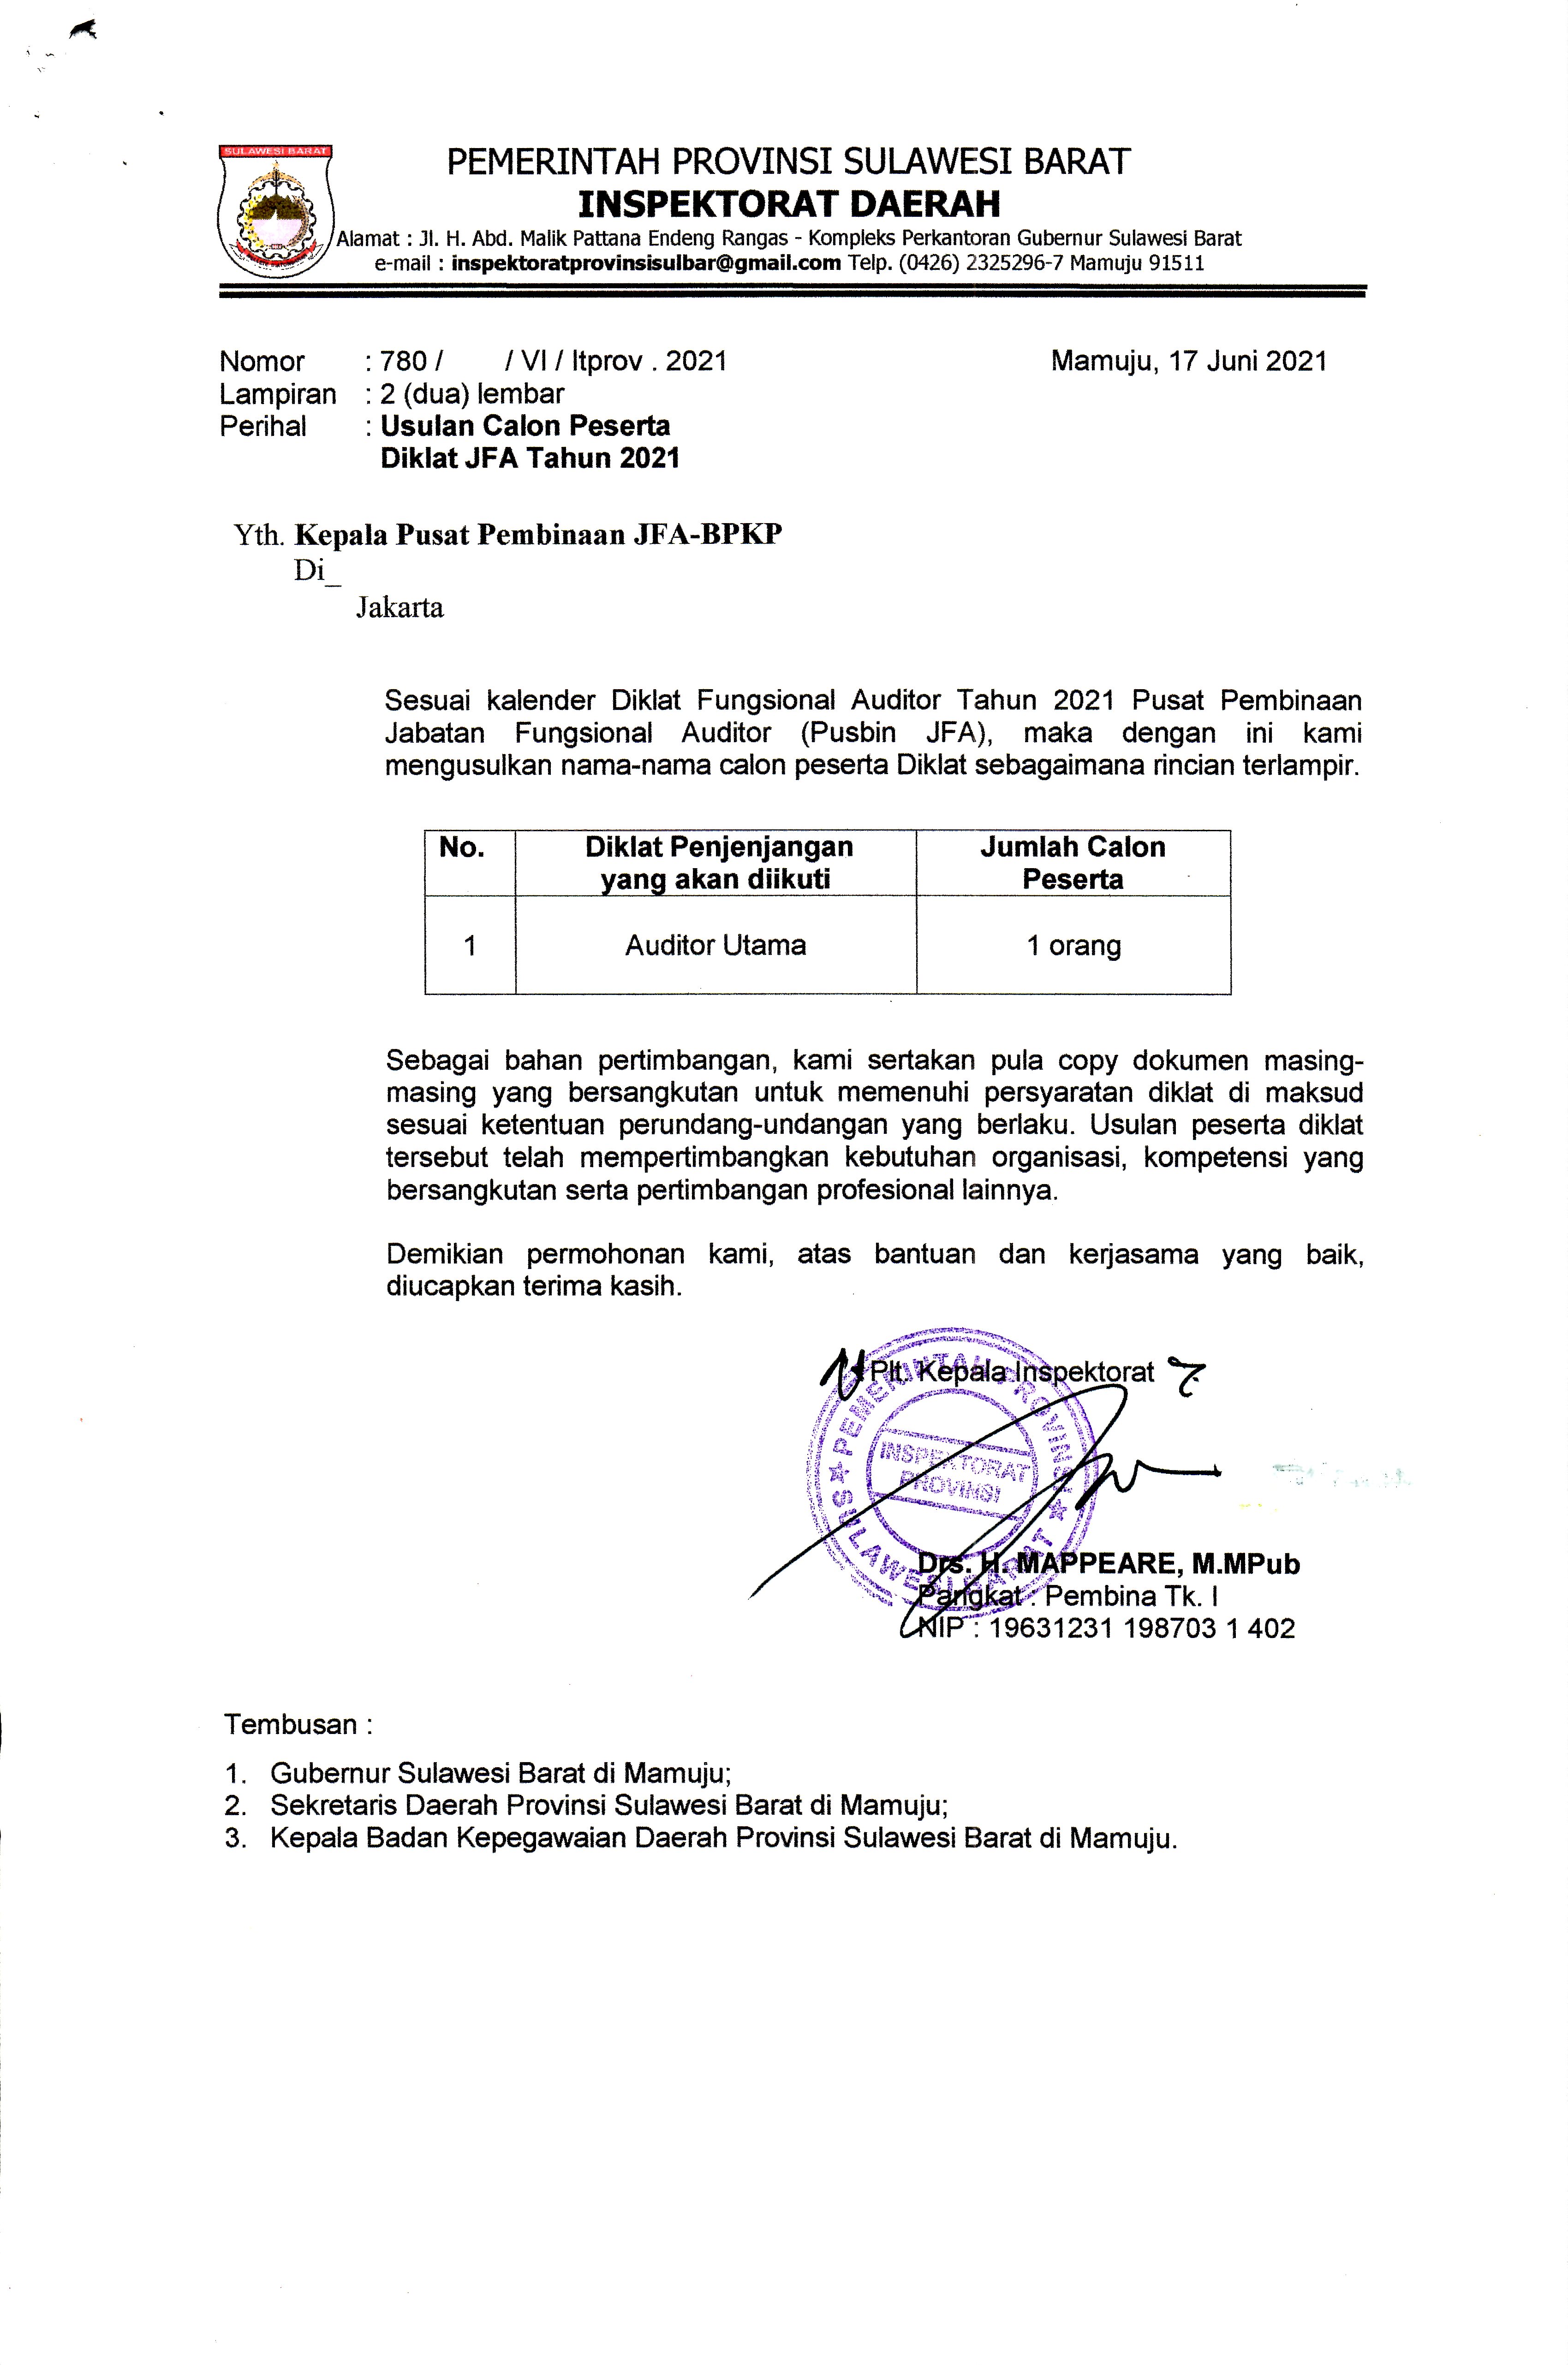 SULAWESI BARAT
PEMERINTAH PROVINSI SULAWESI BARAT
INSPEKTORAT DAERAH
Alamat : Jl. H. Abd. Malik Pattana Endeng Rangas - Kompleks Perkantoran Gubernur Sulawesi Barat
e-mail : inspektoratprovinsisulbar@gmail.com Telp. (0426) 2325296-7 Mamuju 91511
Nomor : 780 / / VI / Itprov . 2021 Mamuju, 17 Juni 2021
Lampiran : 2 (dua) lembar
Perihal : Usulan Calon Peserta
Diklat JFA Tahun 2021
Yth. Kepala Pusat Pembinaan JFA-BPKP
Di_
Jakarta
Sesuai kalender Diklat Fungsional Auditor Tahun 2021 Pusat Pembinaan
Jabatan Fungsional Auditor (Pusbin JFA), maka dengan ini kami
mengusulkan nama-nama calon peserta Diklat sebagaimana rincian terlampir.
No. Diklat Penjenjangan Jumlah Calon
yang akan diikuti Peserta
1 Auditor Utama 1 orang
Sebagai bahan pertimbangan, kami sertakan pula copy dokumen masing-
masing yang bersangkutan untuk memenuhi persyaratan diklat di maksud
sesuai ketentuan perundang-undangan yang berlaku. Usulan peserta diklat
tersebut telah mempertimbangkan kebutuhan organisasi, kompetensi yang
bersangkutan serta pertimbangan profesional lainnya.
Demikian permohonan kami, atas bantuan dan kerjasama yang baik,
diucapkan terima kasih.
Plt. Kepala Inspektorat
PEMERINTAH PROVINSI
INSPEKTORAT
PROVINSI
SULAWESI BARAT
Drs. H. MAPPEARE, M.MPub
Pangkat : Pembina Tk. I
NIP : 19631231 198703 1 402
Tembusan :
1. Gubernur Sulawesi Barat di Mamuju;
2. Sekretaris Daerah Provinsi Sulawesi Barat di Mamuju;
3. Kepala Badan Kepegawaian Daerah Provinsi Sulawesi Barat di Mamuju.